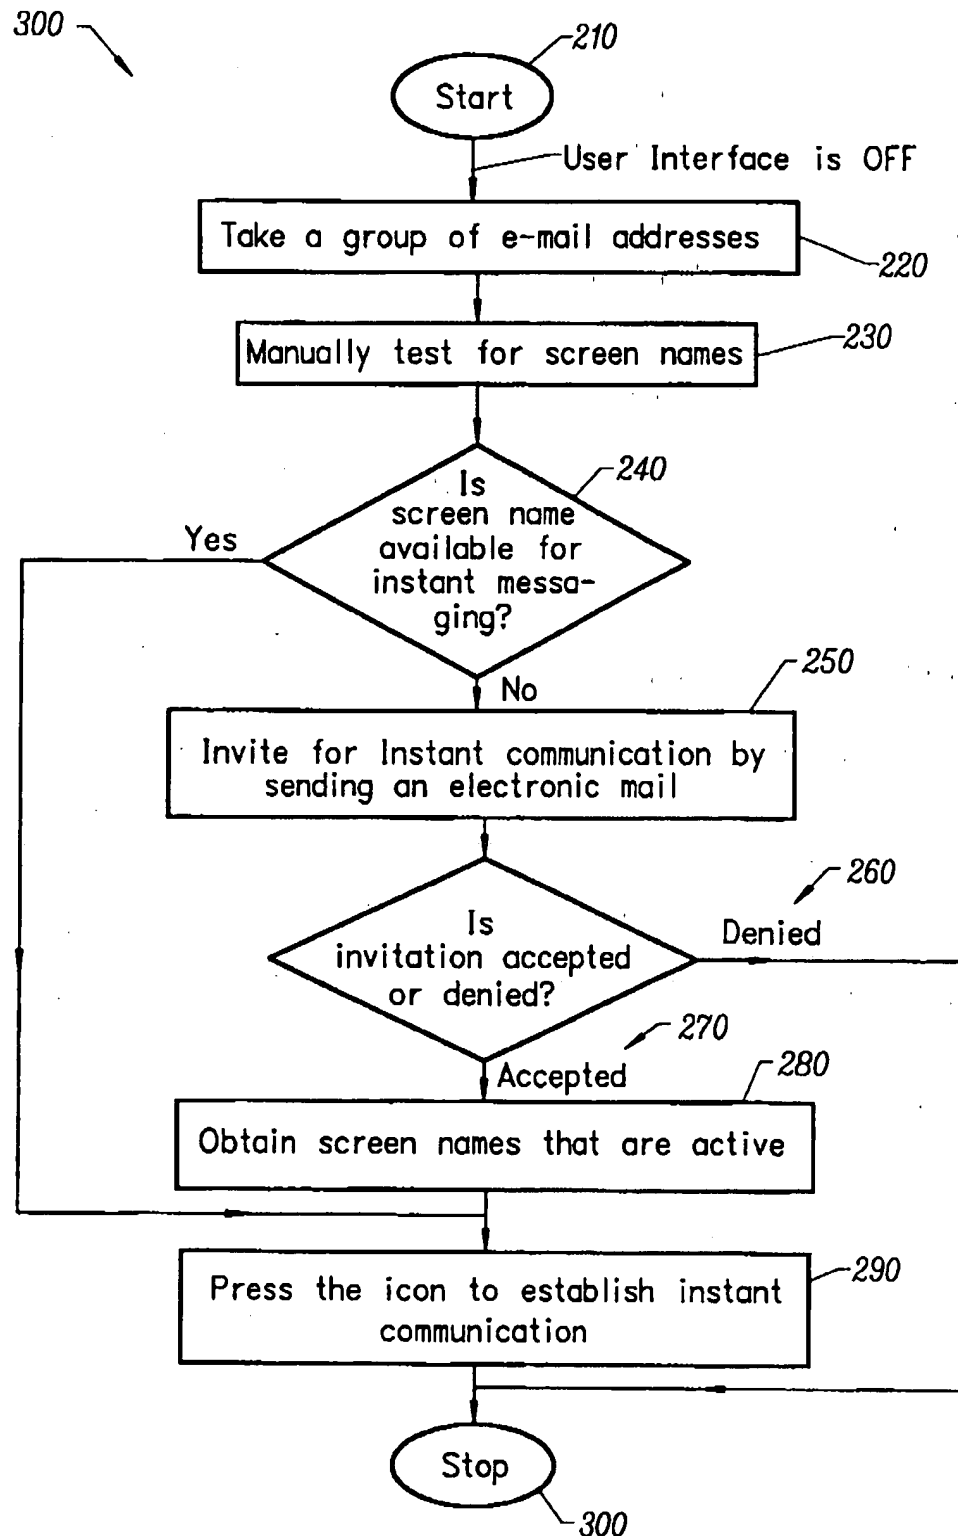 300
210
Start
User Interface is OFF
Take a group of e-mail addresses
220
Manually test for screen names
230
240
Is
screen name
available for
instant messa-
ging?
Yes
No
250
Invite for Instant communication by
sending an electronic mail
260
Is
invitation accepted
or denied?
Denied
270
Accepted
280
Obtain screen names that are active
Press the icon to establish instant
communication
290
Stop
300